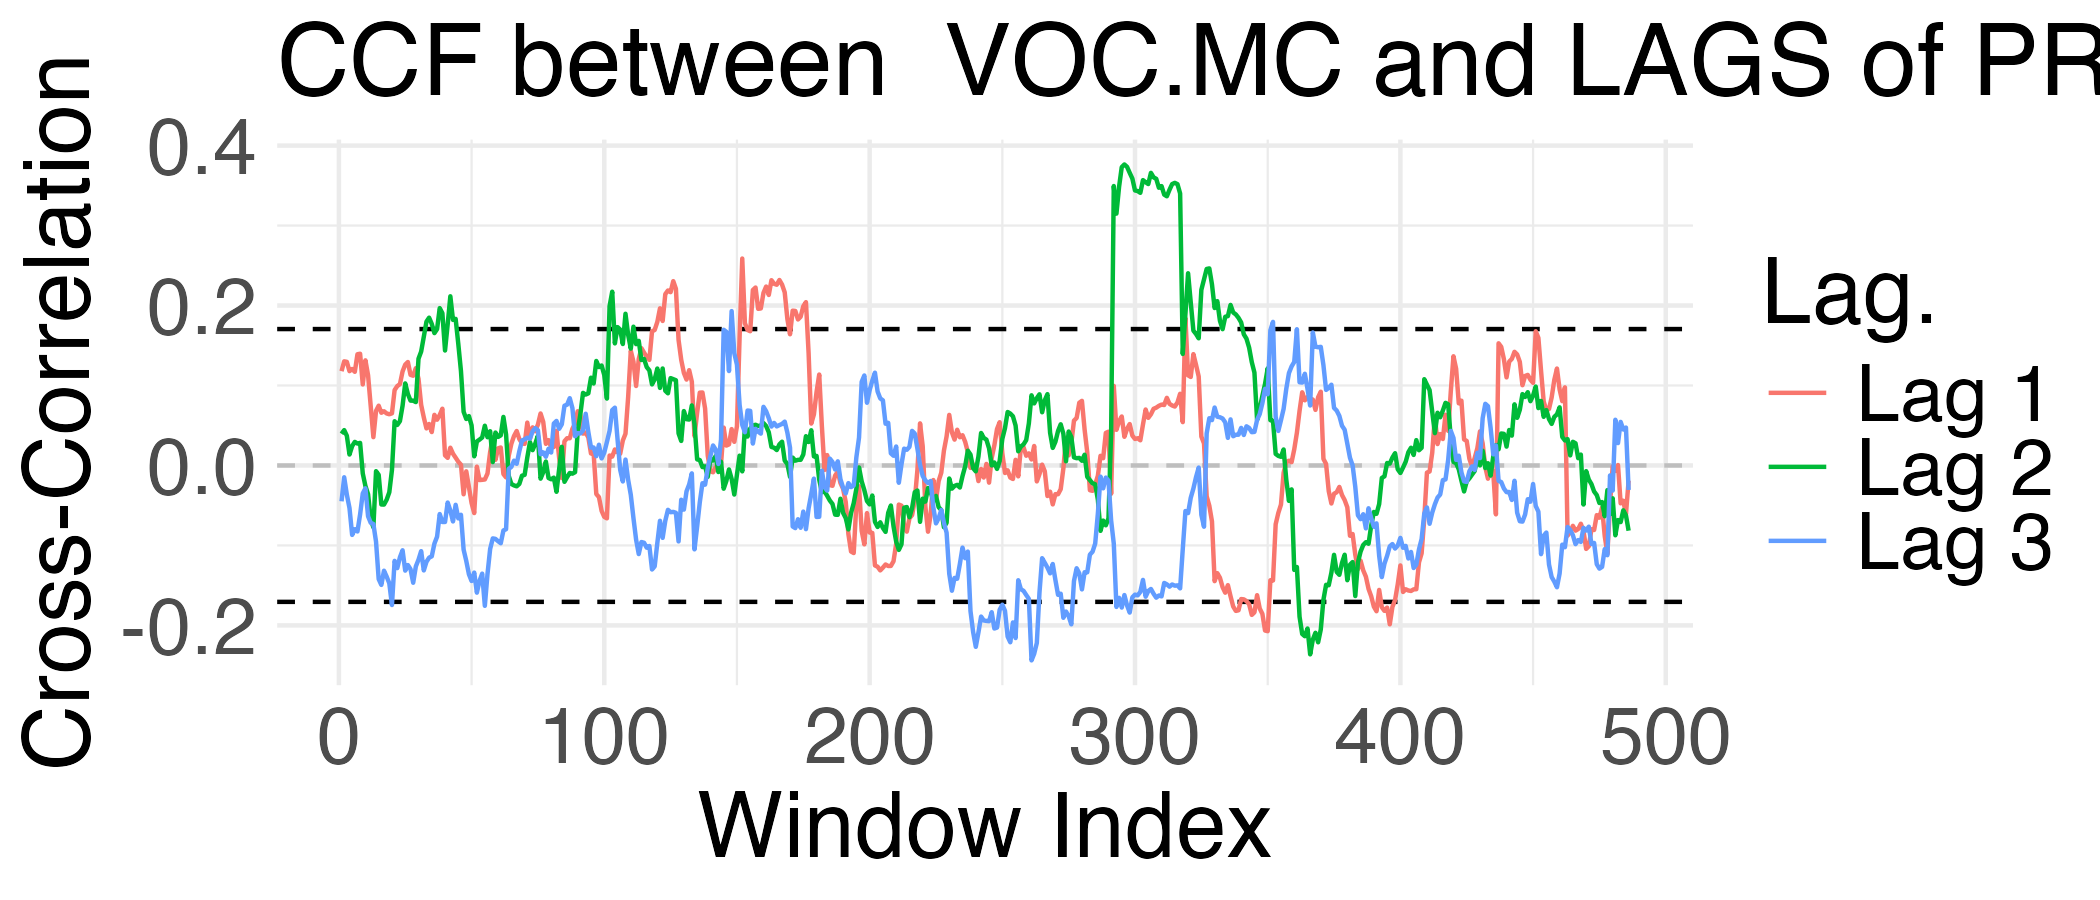 CCF between VOC.MC and LAGS of PR
Cross-Correlation
0.4
0.2
0.0
-0.2
0 100 200 300 400 500
Window Index
Lag.
Lag 1
Lag 2
Lag 3